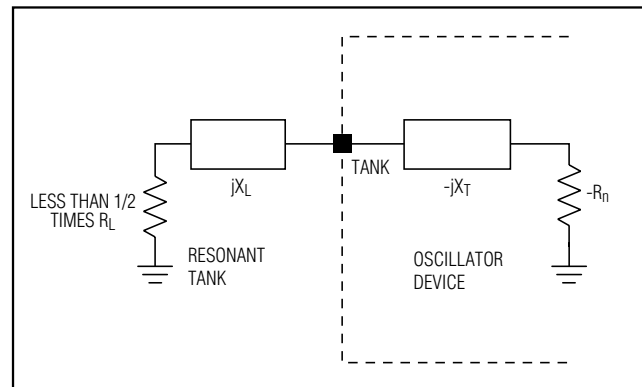 jX_L
TANK
-jX_T
-R_n
LESS THAN 1/2
TIMES R_L
RESONANT
TANK
OSCILLATOR
DEVICE